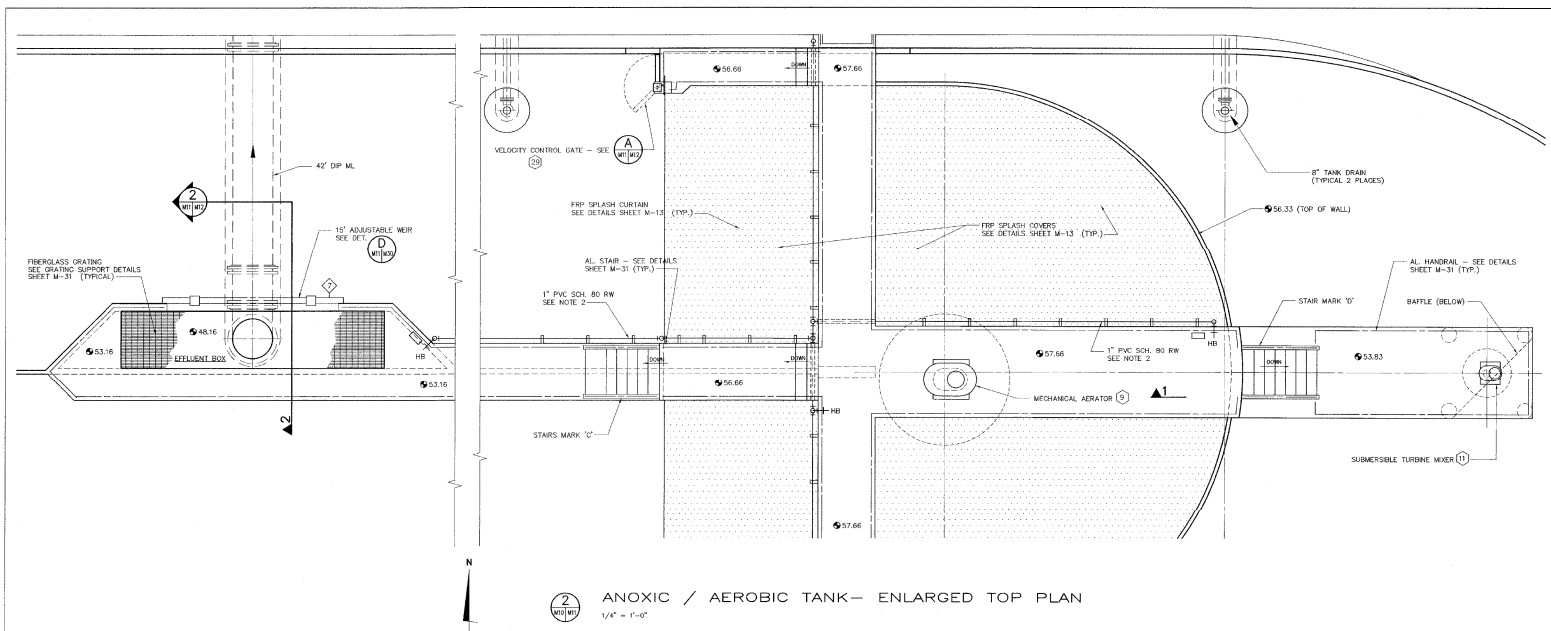 56.66
DOWN
57.66
VELOCITY CONTROL GATE - SEE
A
M11 M12
29
42' DIP ML
8" TANK DRAIN
(TYPICAL 2 PLACES)
2
M11 M12
FRP SPLASH CURTAIN
SEE DETAILS SHEET M-13 (TYP.)
56.33 (TOP OF WALL)
15' ADJUSTABLE WEIR
SEE DET.
D
M11 M30
FRP SPLASH COVERS
SEE DETAILS SHEET M-13 (TYP.)
FIBERGLASS GRATING
SEE GRATING SUPPORT DETAILS
SHEET M-31 (TYPICAL)
AL. STAIR - SEE DETAILS
SHEET M-31 (TYP.)
AL. HANDRAIL - SEE DETAILS
SHEET M-31 (TYP.)
7
1" PVC SCH. 80 RW
SEE NOTE 2
STAIR MARK 'D'
BAFFLE (BELOW)
48.16
53.16
EFFLUENT BOX
HB
DOWN
DOWN
57.66
1" PVC SCH. 80 RW
SEE NOTE 2
HB
DOWN
53.83
53.16
56.66
MECHANICAL AERATOR 9
1
HB
2
STAIRS MARK 'C'
SUBMERSIBLE TURBINE MIXER 11
57.66
N
2
M10 M11
ANOXIC / AEROBIC TANK- ENLARGED TOP PLAN
1/4" = 1'-0"